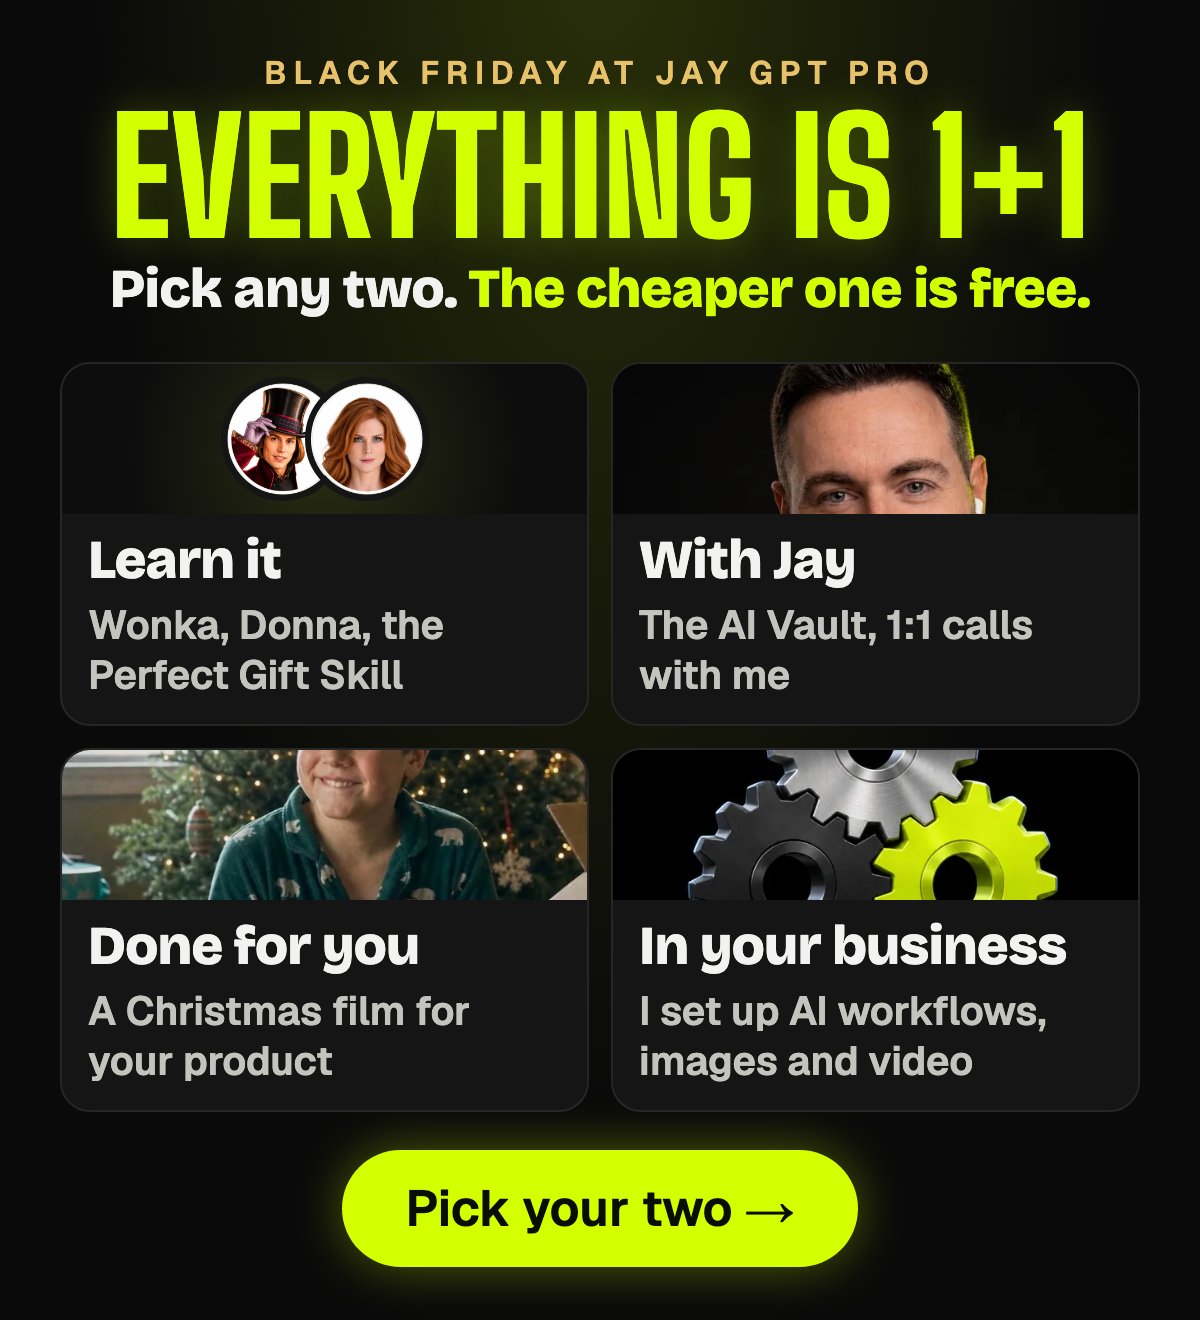 BLACK FRIDAY AT JAY GPT PRO
EVERYTHING IS 1+1
Pick any two. The cheaper one is free.
Learn it
Wonka, Donna, the
Perfect Gift Skill
With Jay
The AI Vault, 1:1 calls
with me
Done for you
A Christmas film for
your product
In your business
I set up AI workflows,
images and video
Pick your two →